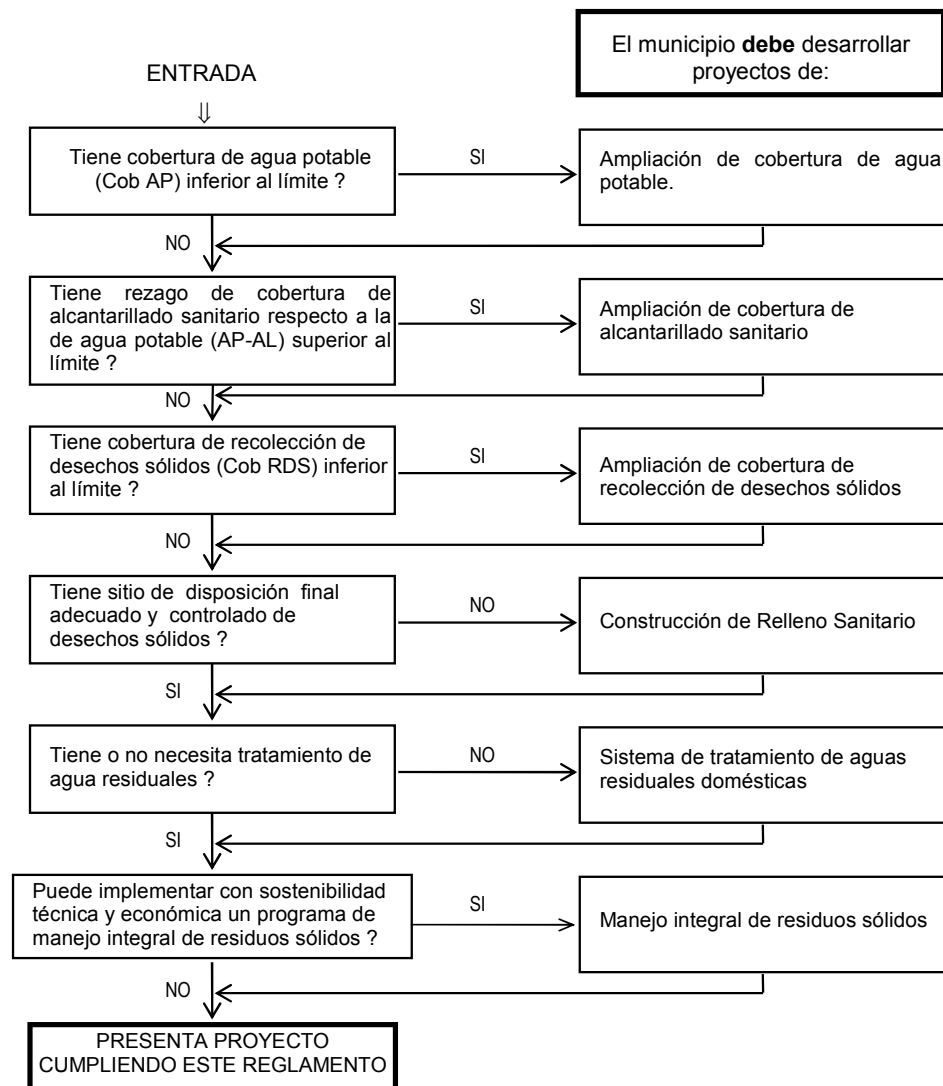 El municipio debe desarrollar
proyectos de:
ENTRADA
⇓
Tiene cobertura de agua potable
(Cob AP) inferior al límite ?
SI
Ampliación de cobertura de agua
potable.
NO
Tiene rezago de cobertura de
alcantarillado sanitario respecto a la
de agua potable (AP-AL) superior al
límite ?
SI
Ampliación de cobertura de
alcantarillado sanitario
NO
Tiene cobertura de recolección de
desechos sólidos (Cob RDS) inferior
al límite ?
SI
Ampliación de cobertura de
recolección de desechos sólidos
NO
Tiene sitio de disposición final
adecuado y controlado de
desechos sólidos ?
NO
Construcción de Relleno Sanitario
SI
Tiene o no necesita tratamiento de
agua residuales ?
NO
Sistema de tratamiento de aguas
residuales domésticas
SI
Puede implementar con sostenibilidad
técnica y económica un programa de
manejo integral de residuos sólidos ?
SI
Manejo integral de residuos sólidos
NO
PRESENTA PROYECTO
CUMPLIENDO ESTE REGLAMENTO